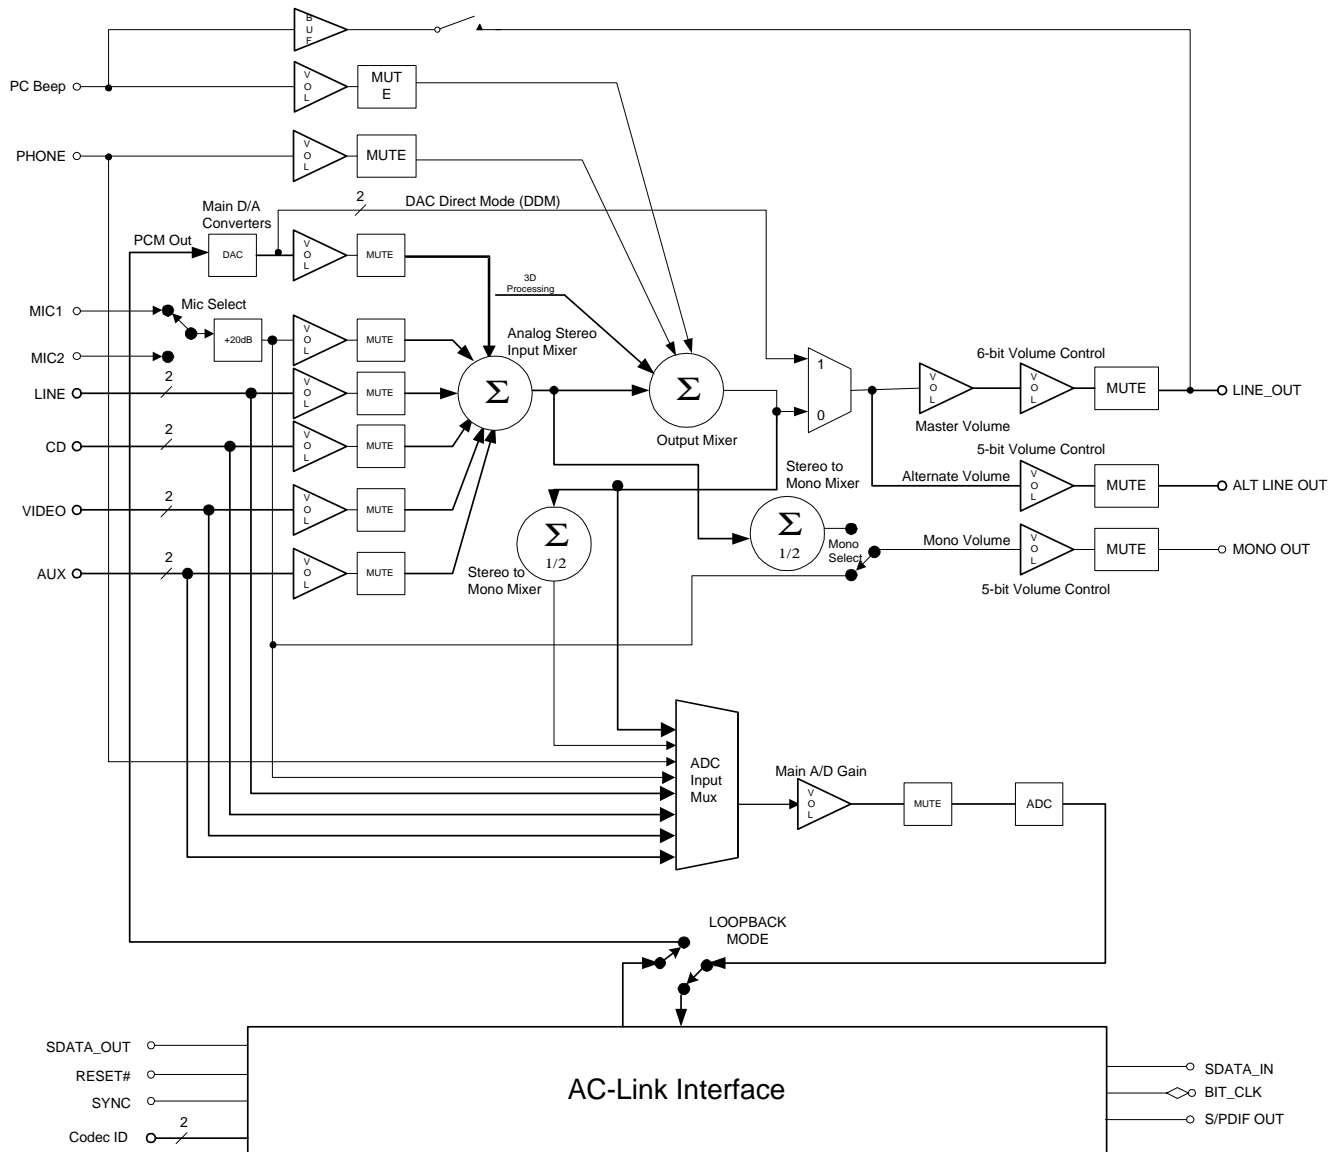 B
U
F
PC Beep
V
O
L
MUT
E
PHONE
V
O
L
MUTE
2
DAC Direct Mode (DDM)
Main D/A
Converters
PCM Out
DAC
V
O
L
MUTE
3D
Processing
MIC1
Mic Select
+20dB
V
O
L
MUTE
Analog Stereo
Input Mixer
MIC2
LINE
2
V
O
L
MUTE
Σ
Σ
Output Mixer
1
0
V
O
L
Master Volume
6-bit Volume Control
V
O
L
MUTE
LINE_OUT
CD
2
V
O
L
MUTE
Stereo to
Mono Mixer
5-bit Volume Control
Alternate Volume
V
O
L
MUTE
ALT LINE OUT
VIDEO
2
V
O
L
MUTE
Σ
1/2
Stereo to
Mono Mixer
Σ
1/2
Mono
Select
Mono Volume
V
O
L
MUTE
MONO OUT
5-bit Volume Control
AUX
2
V
O
L
MUTE
ADC
Input
Mux
Main A/D Gain
V
O
L
MUTE
ADC
LOOPBACK
MODE
SDATA_OUT
RESET#
SYNC
Codec ID
2
AC-Link Interface
SDATA_IN
BIT_CLK
S/PDIF OUT